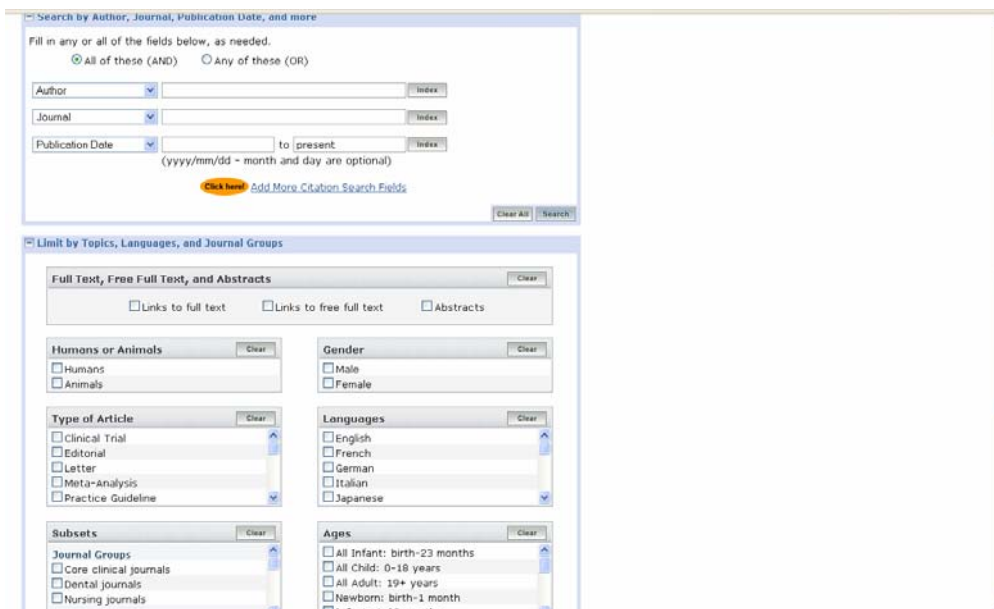 Search by Author, Journal, Publication Date, and more
Fill in any or all of the fields below, as needed.
All of these (AND) Any of these (OR)
Author Index
Journal Index
Publication Date to present Index
(yyyy/mm/dd - month and day are optional)
Click here! Add More Citation Search Fields
Clear All Search
Limit by Topics, Languages, and Journal Groups
Full Text, Free Full Text, and Abstracts Clear
Links to full text Links to free full text Abstracts
Humans or Animals Clear Gender Clear
Humans Male
Animals Female
Type of Article Clear Languages Clear
Clinical Trial English
Editorial French
Letter German
Meta-Analysis Italian
Practice Guideline Japanese
Subsets Clear Ages Clear
Journal Groups All Infant: birth-23 months
Core clinical journals All Child: 0-18 years
Dental journals All Adult: 19+ years
Nursing journals Newborn: birth-1 month